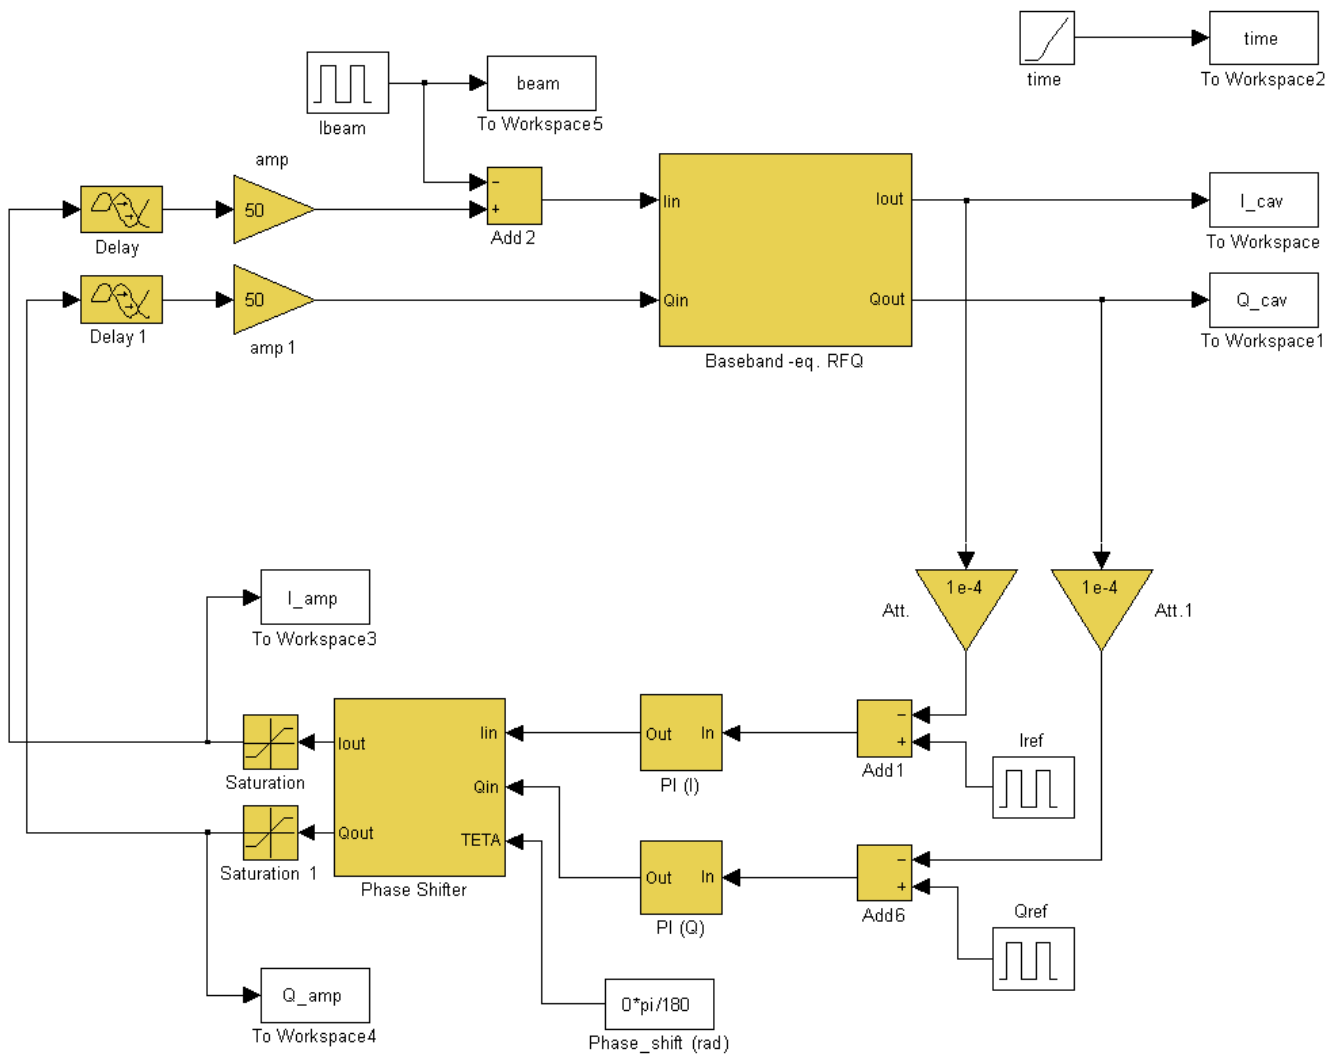 time
time
To Workspace2
Ibeam
beam
To Workspace5
amp
50
Delay
−
+
Add 2
Iin
Iout
I_cav
To Workspace
50
Delay 1
amp 1
Qin
Qout
Q_cav
To Workspace1
Baseband -eq. RFQ
1e-4
Att.
1e-4
Att.1
I_amp
To Workspace3
Saturation
Iout
Iin
Out
In
PI (I)
−
+
Add1
Iref
Saturation 1
Qout
Qin
TETA
Phase Shifter
Out
In
PI (Q)
−
+
Add6
Qref
Q_amp
To Workspace4
0*pi/180
Phase_shift (rad)